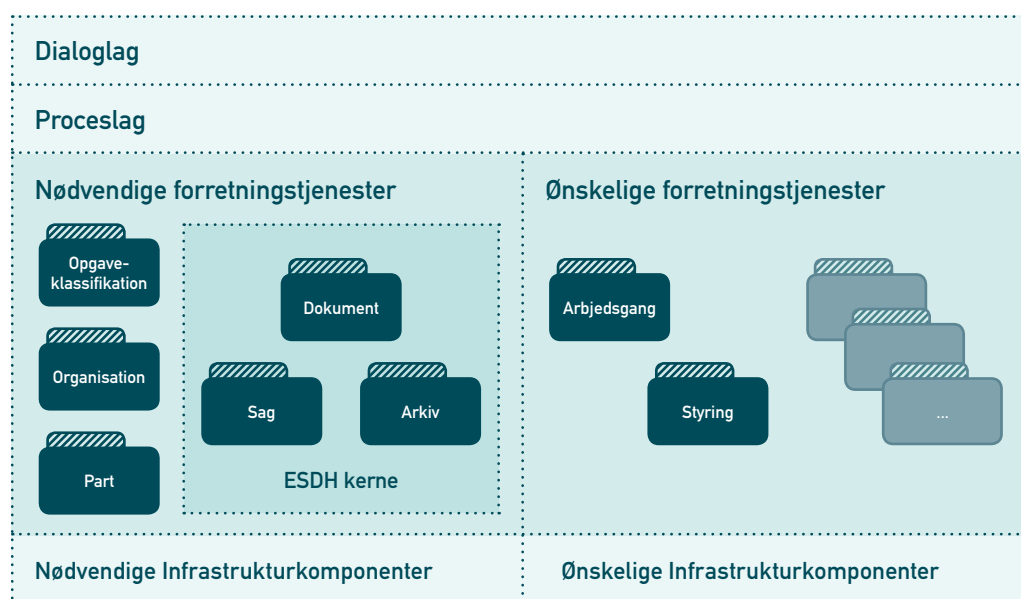 Dialoglag
Proceslag
Nødvendige forretningstjenester
Opgave-
klassifikation
Organisation
Part
Dokument
Sag
Arkiv
ESDH kerne
Ønskelige forretningstjenester
Arbjedsgang
Styring
...
Nødvendige Infrastrukturkomponenter
Ønskelige Infrastrukturkomponenter